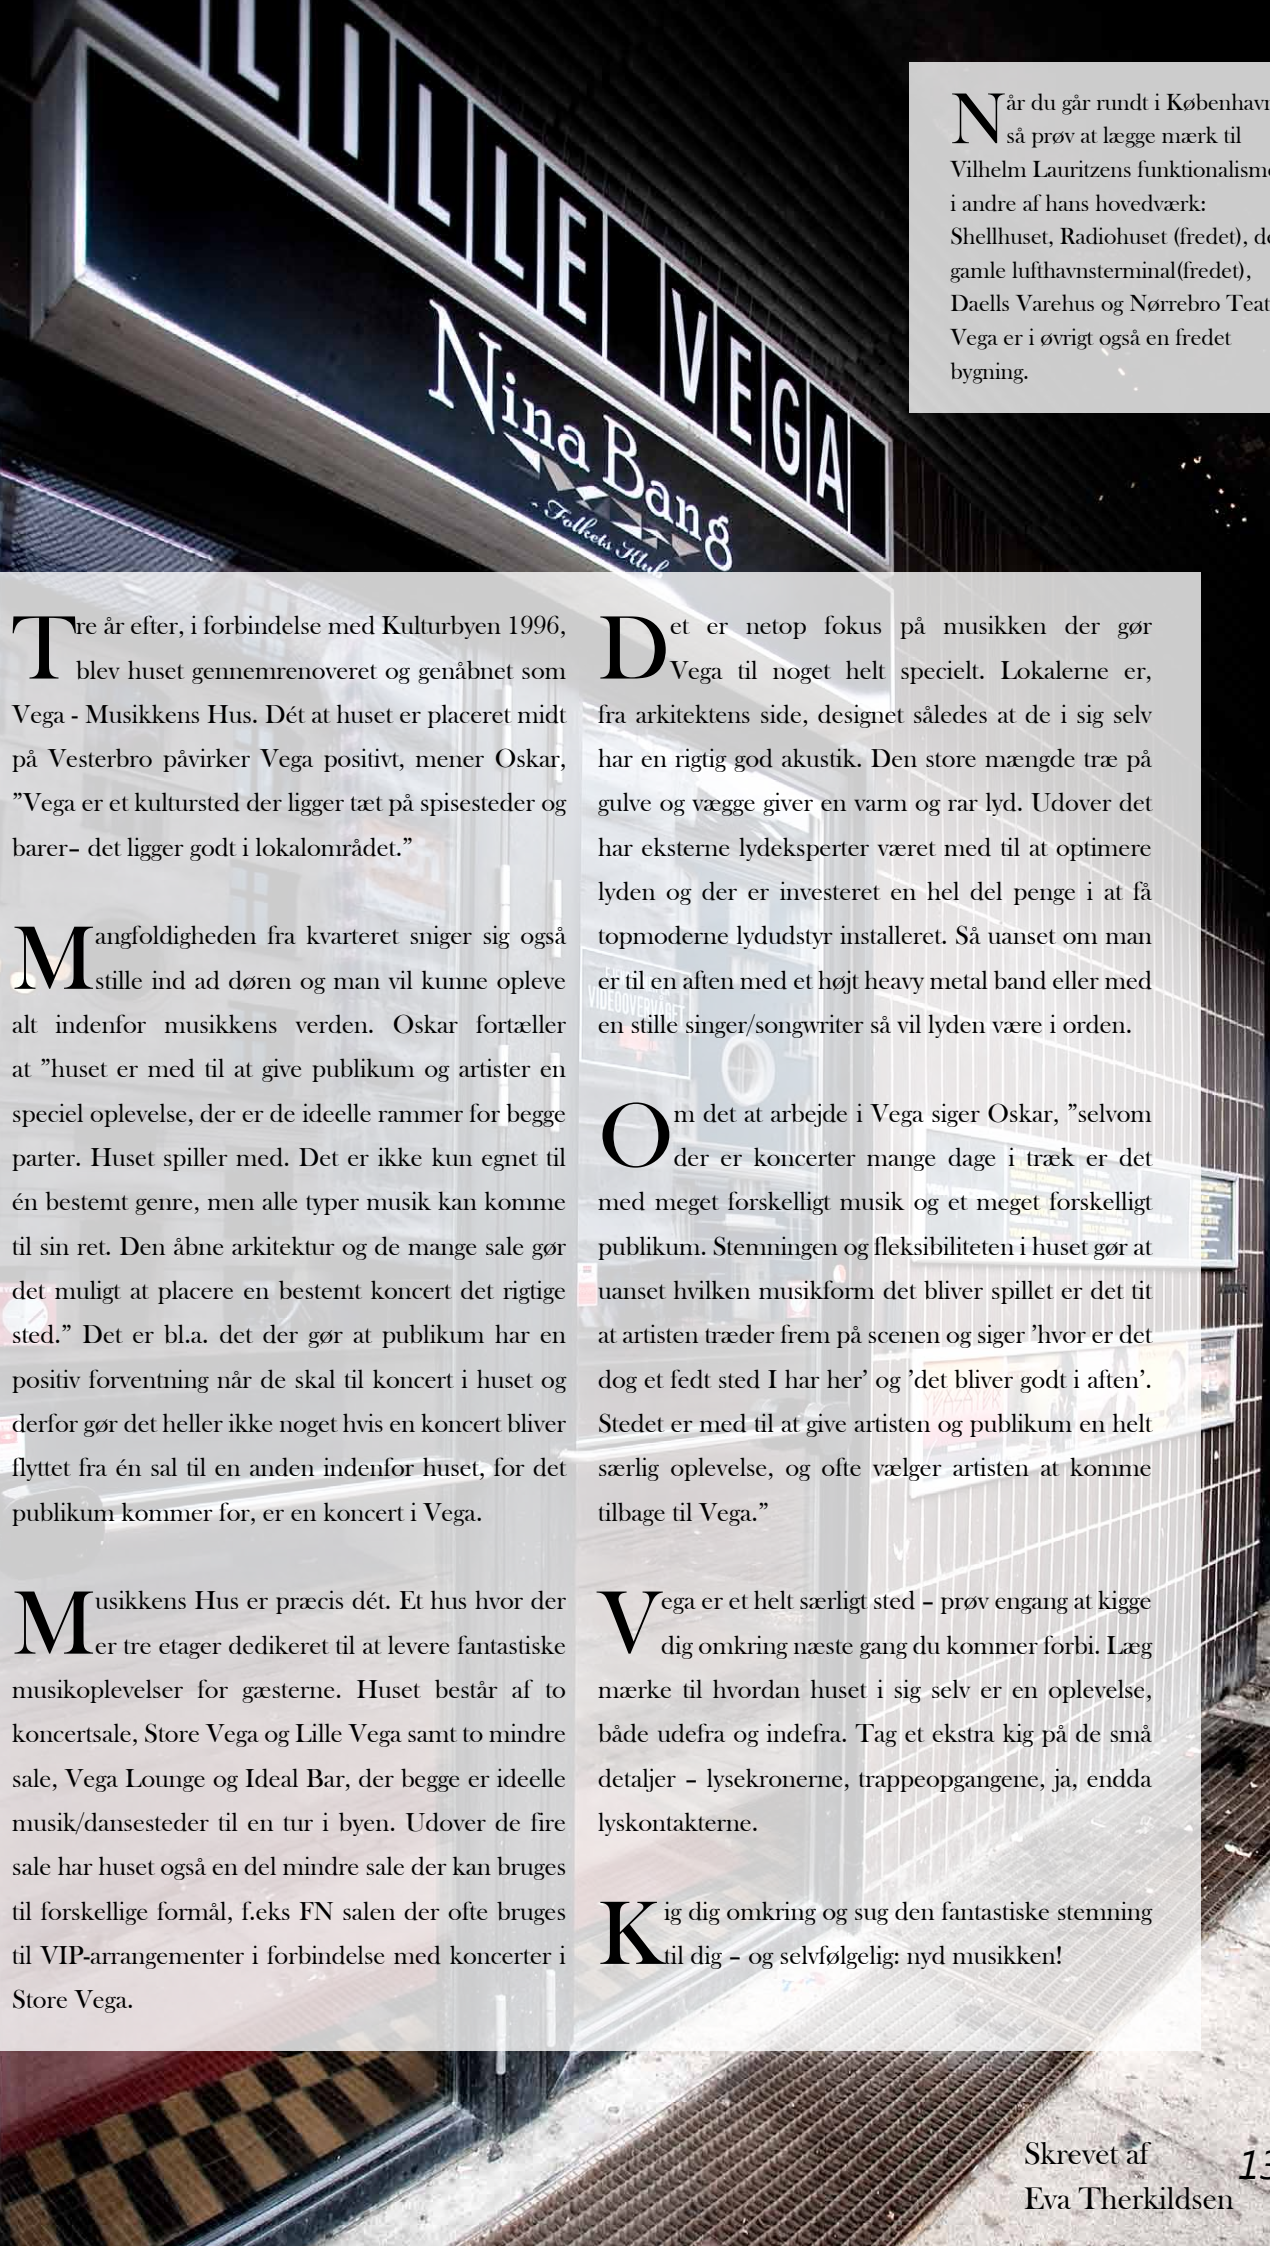 LILLE VEGA
Nina Bang
- Folkets Klub
Når du går rundt i København
så prøv at lægge mærk til
Vilhelm Lauritzens funktionalisme
i andre af hans hovedværk:
Shellhuset, Radiohuset (fredet),
gamle lufthavnsterminal(fredet),
Daells Varehus og Nørrebro
Vega er i øvrigt også en fredet
bygning.
Tre år efter, i forbindelse med Kulturbyen 1996,
blev huset gennemrenoveret og genåbnet som
Vega - Musikkens Hus. Dét at huset er placeret midt
på Vesterbro påvirker Vega positivt, mener Oskar,
”Vega er et kultursted der ligger tæt på spisesteder og
barer– det ligger godt i lokalområdet.”
Mangfoldigheden fra kvarteret sniger sig også
stille ind ad døren og man vil kunne opleve
alt indenfor musikkens verden. Oskar fortæller
at ”huset er med til at give publikum og artister en
speciel oplevelse, der er de ideelle rammer for begge
parter. Huset spiller med. Det er ikke kun egnet til
én bestemt genre, men alle typer musik kan komme
til sin ret. Den åbne arkitektur og de mange sale gør
det muligt at placere en bestemt koncert det rigtige
sted.” Det er bl.a. det der gør at publikum har en
positiv forventning når de skal til koncert i huset og
derfor gør det heller ikke noget hvis en koncert bliver
flyttet fra én sal til en anden indenfor huset, for det
publikum kommer for, er en koncert i Vega.
Musikkens Hus er præcis dét. Et hus hvor der
er tre etager dedikeret til at levere fantastiske
musikoplevelser for gæsterne. Huset består af to
koncertsale, Store Vega og Lille Vega samt to mindre
sale, Vega Lounge og Ideal Bar, der begge er ideelle
musik/dansesteder til en tur i byen. Udover de fire
sale har huset også en del mindre sale der kan bruges
til forskellige formål, f.eks FN salen der ofte bruges
til VIP-arrangementer i forbindelse med koncerter i
Store Vega.
Det er netop fokus på musikken der gør
Vega til noget helt specielt. Lokalerne er,
fra arkitektens side, designet således at de i sig selv
har en rigtig god akustik. Den store mængde træ på
gulve og vægge giver en varm og rar lyd. Udover det
har eksterne lydeksperter været med til at optimere
lyden og der er investeret en hel del penge i at få
topmoderne lydudstyr installeret. Så uanset om man
er til en aften med et højt heavy metal band eller med
en stille singer/songwriter så vil lyden være i orden.
Om det at arbejde i Vega siger Oskar, ”selvom
der er koncerter mange dage i træk er det
med meget forskelligt musik og et meget forskelligt
publikum. Stemningen og fleksibiliteten i huset gør at
uanset hvilken musikform det bliver spillet er det tit
at artisten træder frem på scenen og siger ’hvor er det
dog et fedt sted I har her’ og ’det bliver godt i aften’.
Stedet er med til at give artisten og publikum en helt
særlig oplevelse, og ofte vælger artisten at komme
tilbage til Vega.”
Vega er et helt særligt sted – prøv engang at kigge
dig omkring næste gang du kommer forbi. Læg
mærke til hvordan huset i sig selv er en oplevelse,
både udefra og indefra. Tag et ekstra kig på de små
detaljer – lysekronerne, trappeopgangene, ja, endda
lyskontakterne.
Kig dig omkring og sug den fantastiske stemning
til dig – og selvfølgelig: nyd musikken!
VIDEOOVERVÅGET
Skrevet af
Eva Therkildsen
13